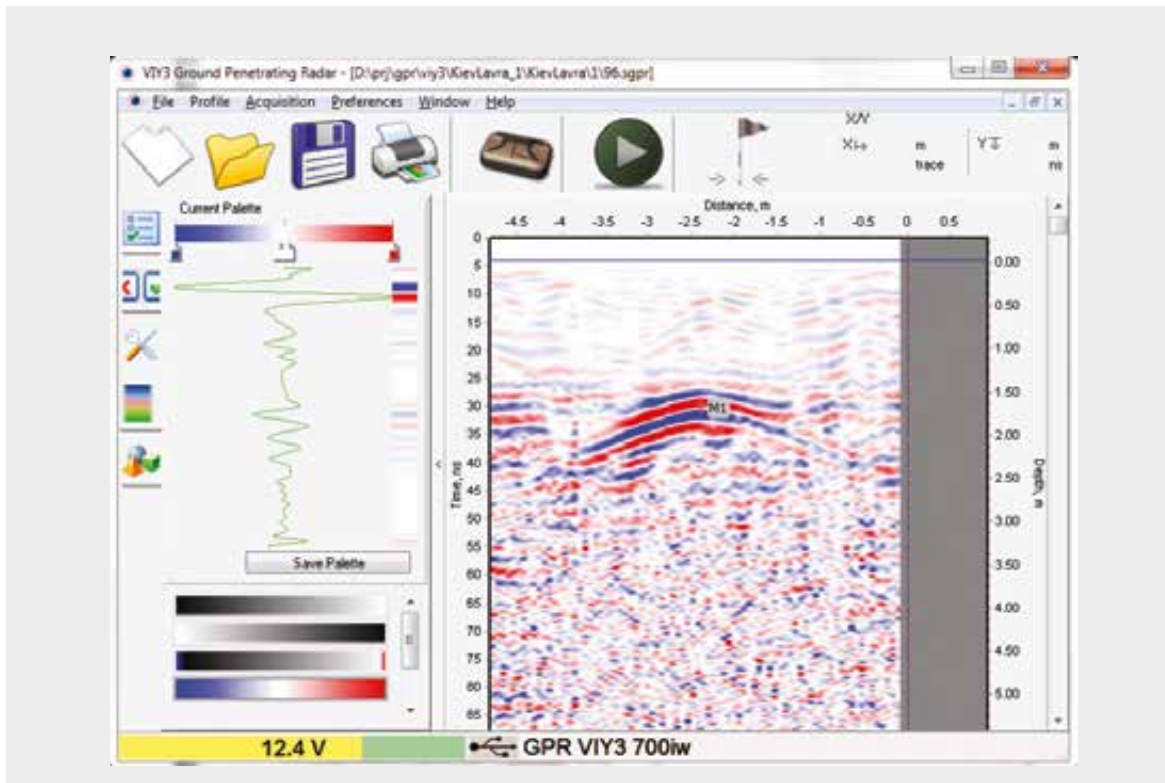 VIY3 Ground Penetrating Radar - [D:\prj\gpr\viy3\KievLavra_1\KievLavra\1\96.sgpr]
File Profile Acquisition Preferences Window Help
X/Y
X m Y m
trace ns
Current Palette
Distance, m
-4.5 -4 -3.5 -3 -2.5 -2 -1.5 -1 -0.5 0 0.5
0
5
10
15
20
25
30
35
40
45
50
55
60
65
70
75
80
85
Time, ns
M1
0.00
0.50
1.00
1.50
2.00
2.50
3.00
3.50
4.00
4.50
5.00
Depth, m
Save Palette
12.4 V
GPR VIY3 700iw